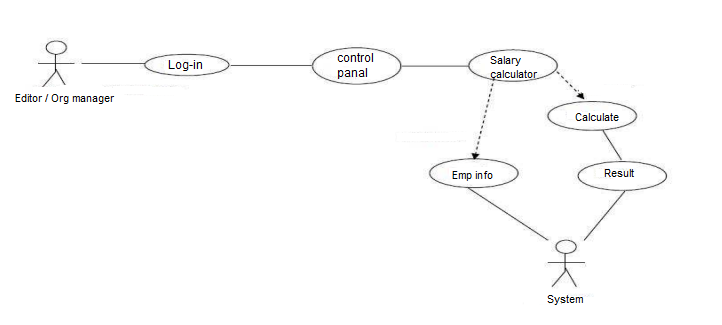 Editor / Org manager
Log-in
control
panal
Salary
calculator
Calculate
Emp info
Result
System